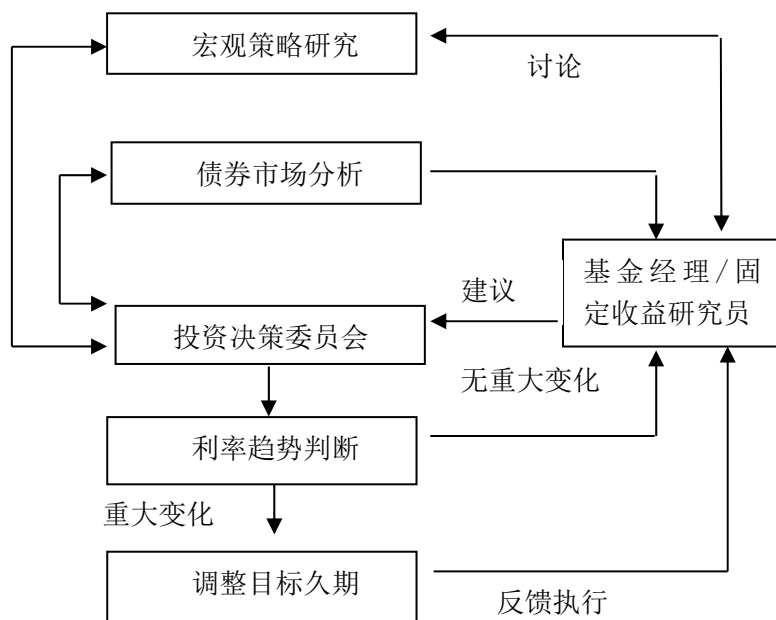 宏观策略研究
讨论
债券市场分析
基金经理/固
定收益研究员
建议
投资决策委员会
无重大变化
利率趋势判断
重大变化
调整目标久期
反馈执行